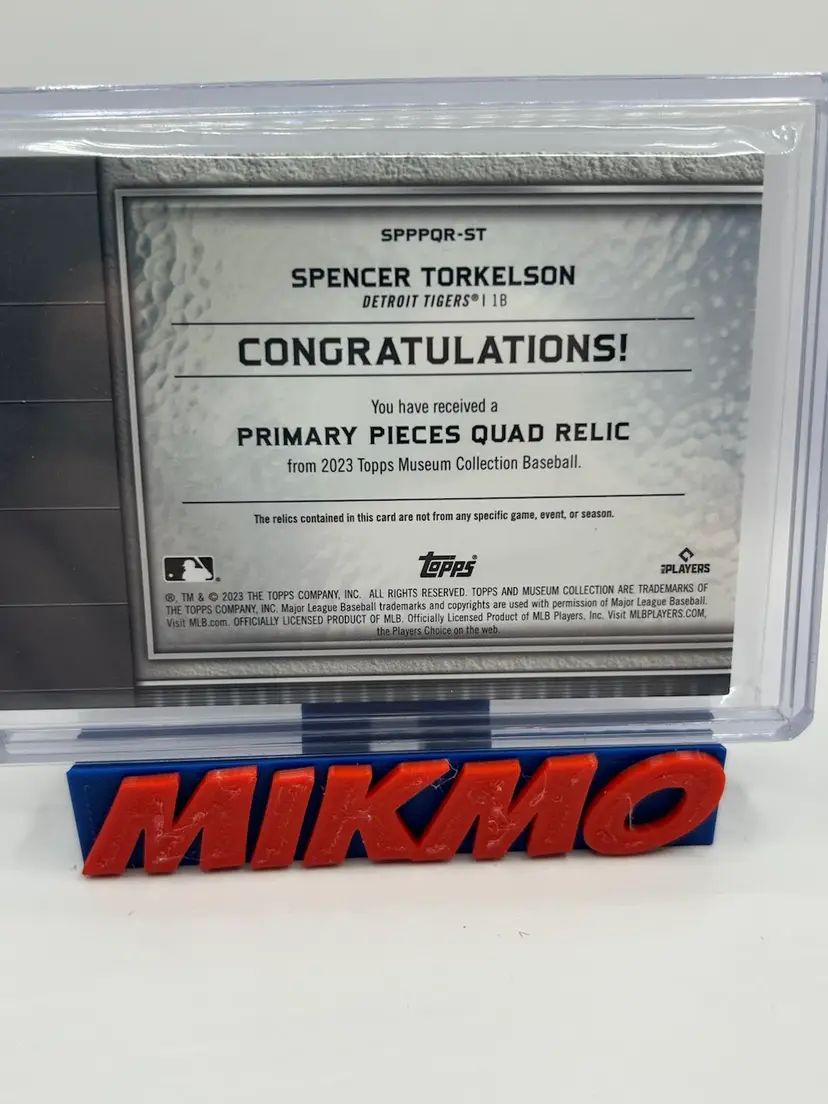 SPPPQR-ST
SPENCER TORKELSON
DETROIT TIGERS® | 1B
CONGRATULATIONS!
You have received a
PRIMARY PIECES QUAD RELIC
from 2023 Topps Museum Collection Baseball.
The relics contained in this card are not from any specific game, event, or season.
Topps®
MLB PLAYERS
®, TM & © 2023 THE TOPPS COMPANY, INC. ALL RIGHTS RESERVED. TOPPS AND MUSEUM COLLECTION ARE TRADEMARKS OF
THE TOPPS COMPANY, INC. Major League Baseball trademarks and copyrights are used with permission of Major League Baseball.
Visit MLB.com. OFFICIALLY LICENSED PRODUCT OF MLB. Officially Licensed Product of MLB Players, Inc. Visit MLBPLAYERS.COM,
the Players Choice on the web.
MIKMO